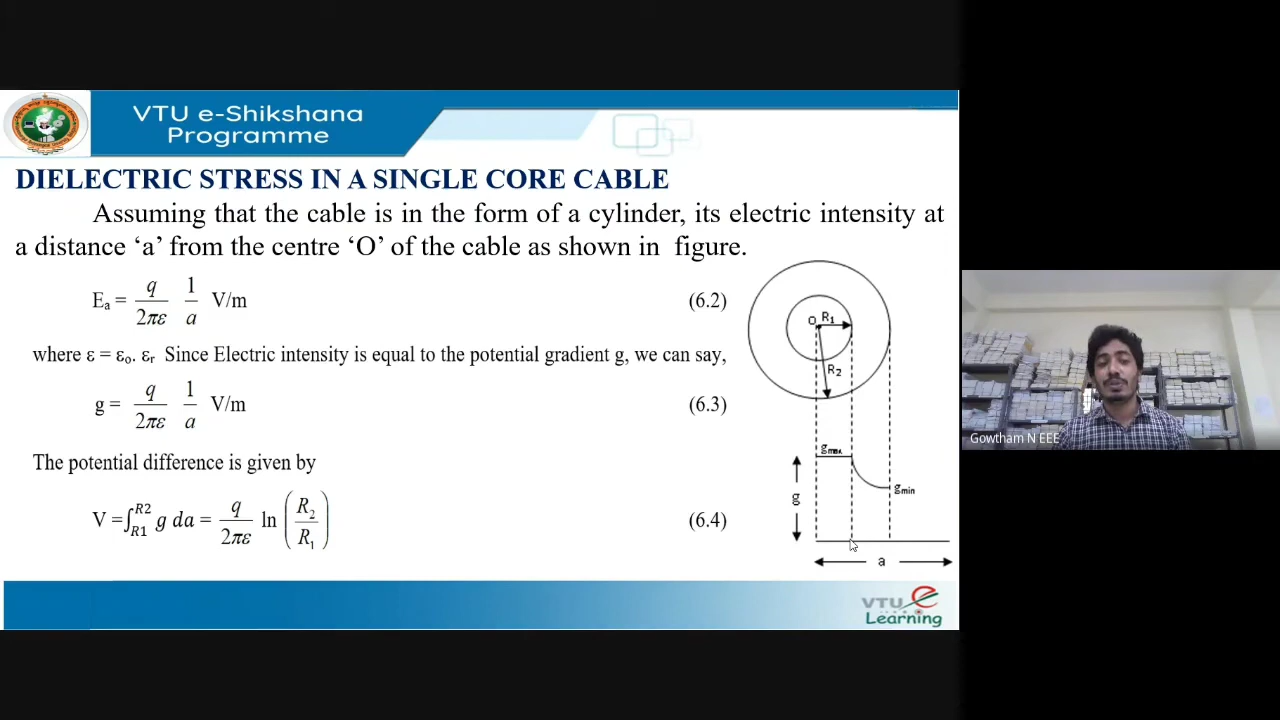 VTU e-Shikshana
Programme
DIELECTRIC STRESS IN A SINGLE CORE CABLE
Assuming that the cable is in the form of a cylinder, its electric intensity at
a distance ‘a’ from the centre ‘O’ of the cable as shown in figure.
Eₐ = q/2πε 1/a V/m (6.2)
where ε = ε₀. εᵣ Since Electric intensity is equal to the potential gradient g, we can say,
g = q/2πε 1/a V/m (6.3)
The potential difference is given by
V =∫R1^R2 g da = q/2πε ln (R₂/R₁) (6.4)
O R₁
R₂
gmax
g
gmin
a
VTU e
Learning
Gowtham N EEE